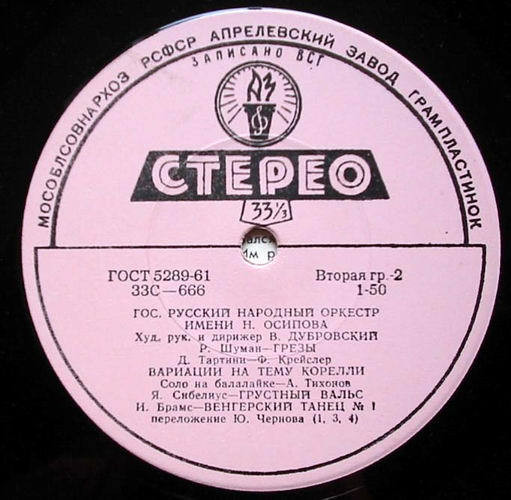 МОСОБЛСОВНАРХОЗ РСФСР АПРЕЛЕВСКИЙ ЗАВОД ГРАМПЛАСТИНОК
ЗАПИСАНО ВСГ
СТЕРЕО
33⅓
ГОСТ 5289-61 Вторая гр.-2
33С—666 1-50
ГОС. РУССКИЙ НАРОДНЫЙ ОРКЕСТР
ИМЕНИ Н. ОСИПОВА
Худ. рук. и дирижер В. ДУБРОВСКИЙ
Р. Шуман—ГРЕЗЫ
Д. Тартини—Ф. Крейслер
ВАРИАЦИИ НА ТЕМУ КОРЕЛЛИ
Соло на балалайке—А. Тихонов
Я. Сибелиус—ГРУСТНЫЙ ВАЛЬС
И. Брамс—ВЕНГЕРСКИЙ ТАНЕЦ № 1
переложение Ю. Чернова (1, 3, 4)